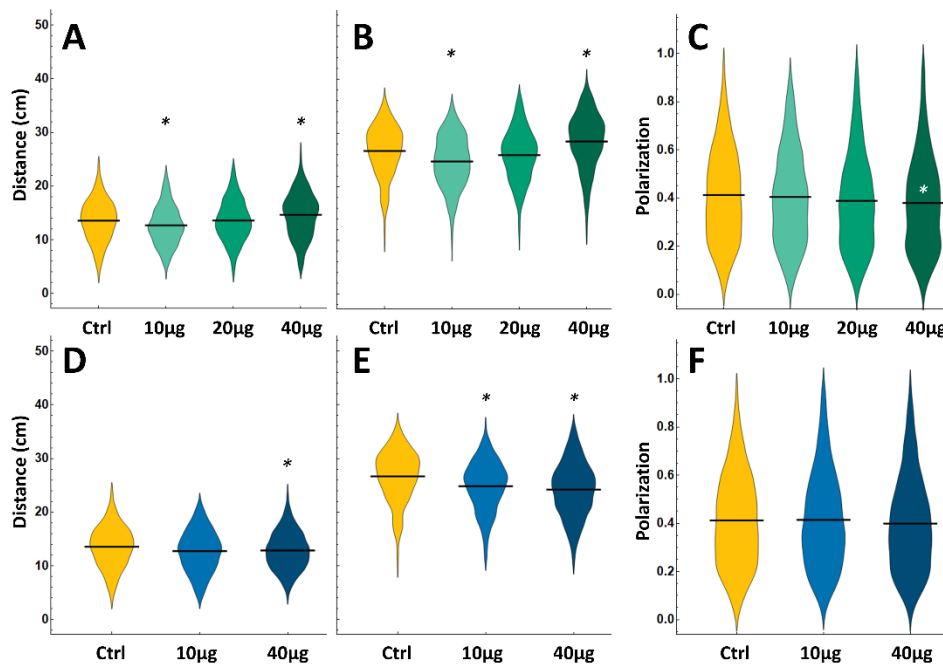 A
B
C
Distance (cm)
50
40
30
20
10
0
*
*
Ctrl
10µg
20µg
40µg
*
*
Ctrl
10µg
20µg
40µg
Polarization
1.0
0.8
0.6
0.4
0.2
0.0
*
Ctrl
10µg
20µg
40µg
D
E
F
Distance (cm)
50
40
30
20
10
0
*
Ctrl
10µg
40µg
*
*
Ctrl
10µg
40µg
Polarization
1.0
0.8
0.6
0.4
0.2
0.0
Ctrl
10µg
40µg